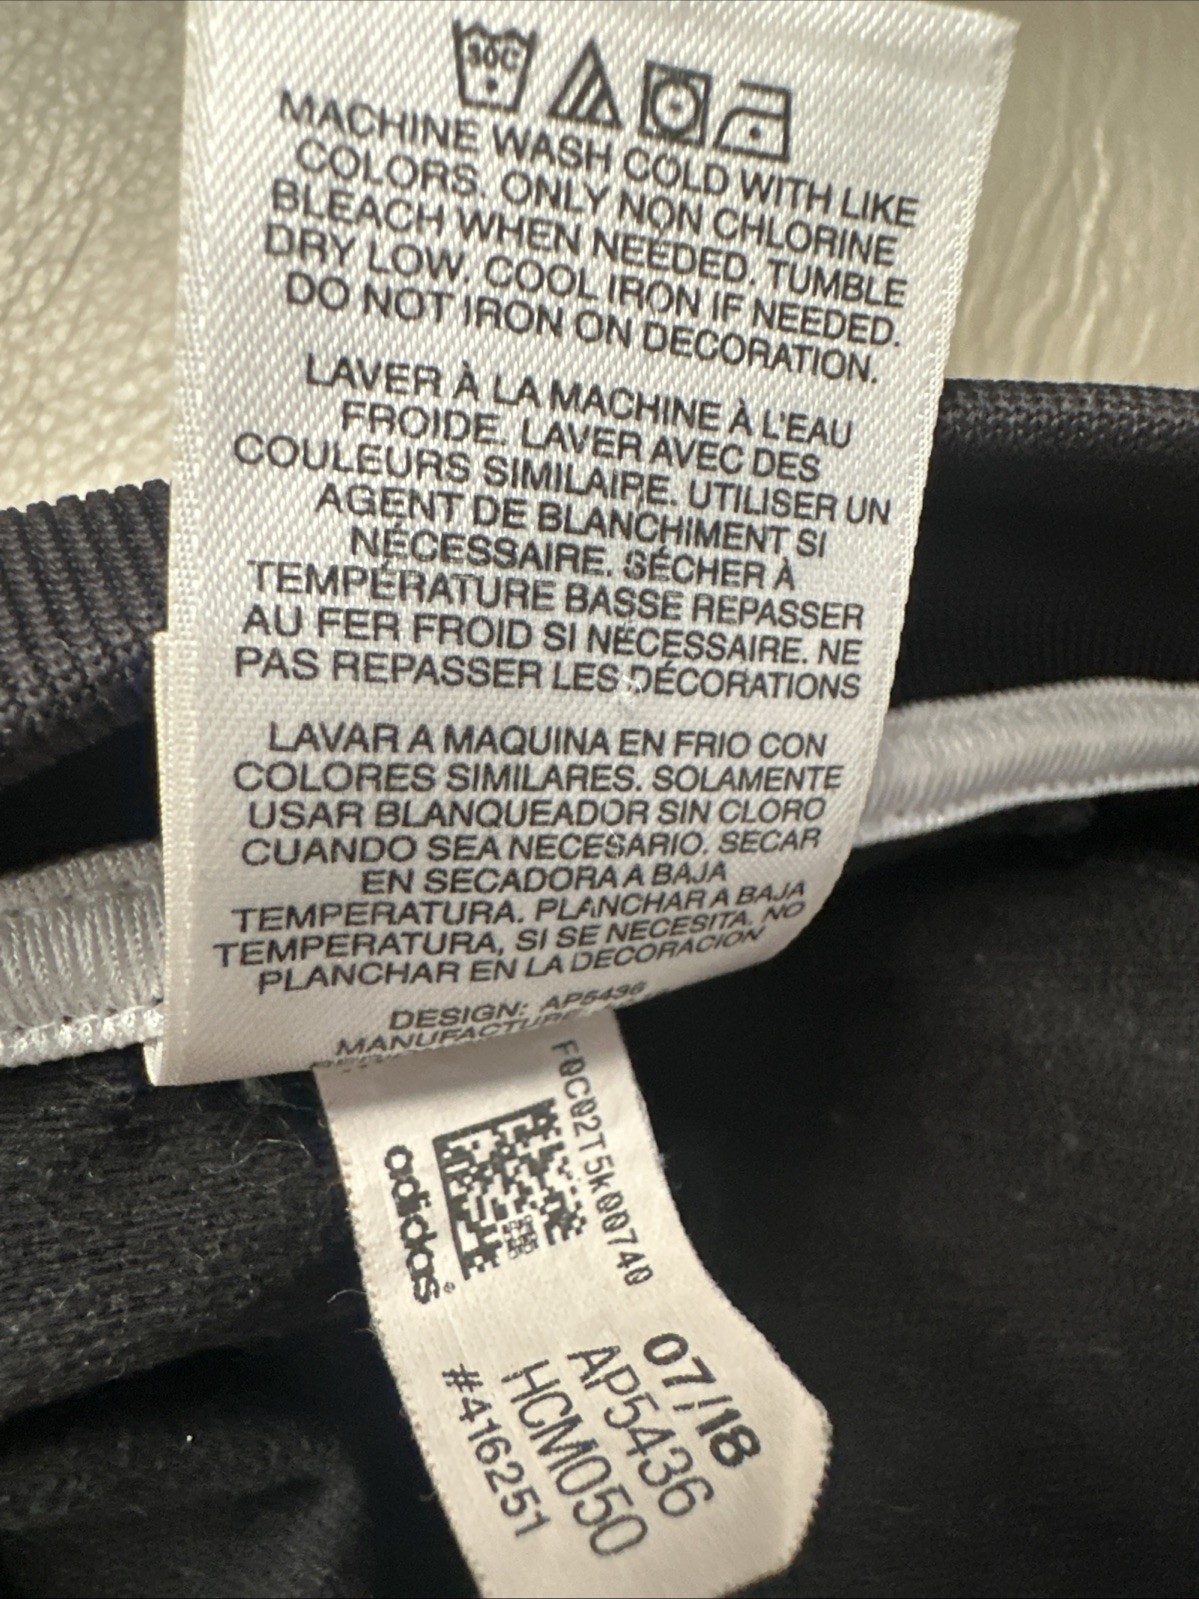 30C
MACHINE WASH COLD WITH LIKE
COLORS. ONLY NON CHLORINE
BLEACH WHEN NEEDED. TUMBLE
DRY LOW. COOL IRON IF NEEDED.
DO NOT IRON ON DECORATION.
LAVER À LA MACHINE À L'EAU
FROIDE. LAVER AVEC DES
COULEURS SIMILAIRE. UTILISER UN
AGENT DE BLANCHIMENT SI
NÉCESSAIRE. SÉCHER À
TEMPÉRATURE BASSE REPASSER
AU FER FROID SI NÉCESSAIRE. NE
PAS REPASSER LES DÉCORATIONS
LAVAR A MAQUINA EN FRIO CON
COLORES SIMILARES. SOLAMENTE
USAR BLANQUEADOR SIN CLORO
CUANDO SEA NECESARIO. SECAR
EN SECADORA A BAJA
TEMPERATURA. PLANCHAR A BAJA
TEMPERATURA, SI SE NECESITA, NO
PLANCHAR EN LA DECORACION
DESIGN: AP5436
F0C02T5K00740
adidas
07/18
AP5436
HCM050
#416251